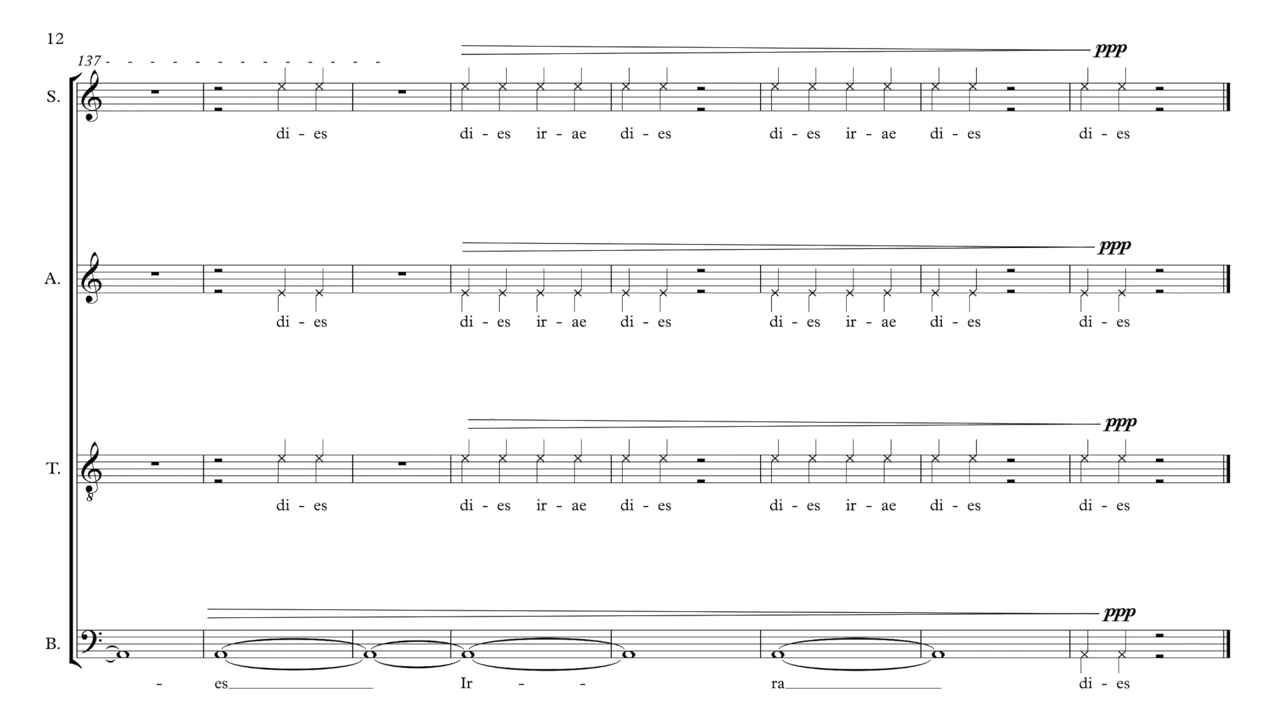 12
137
ppp
S.
di - es di - es ir - ae di - es di - es ir - ae di - es di - es
ppp
A.
di - es di - es ir - ae di - es di - es ir - ae di - es di - es
ppp
T.
8
di - es di - es ir - ae di - es di - es ir - ae di - es di - es
ppp
B.
- es Ir - - ra di - es